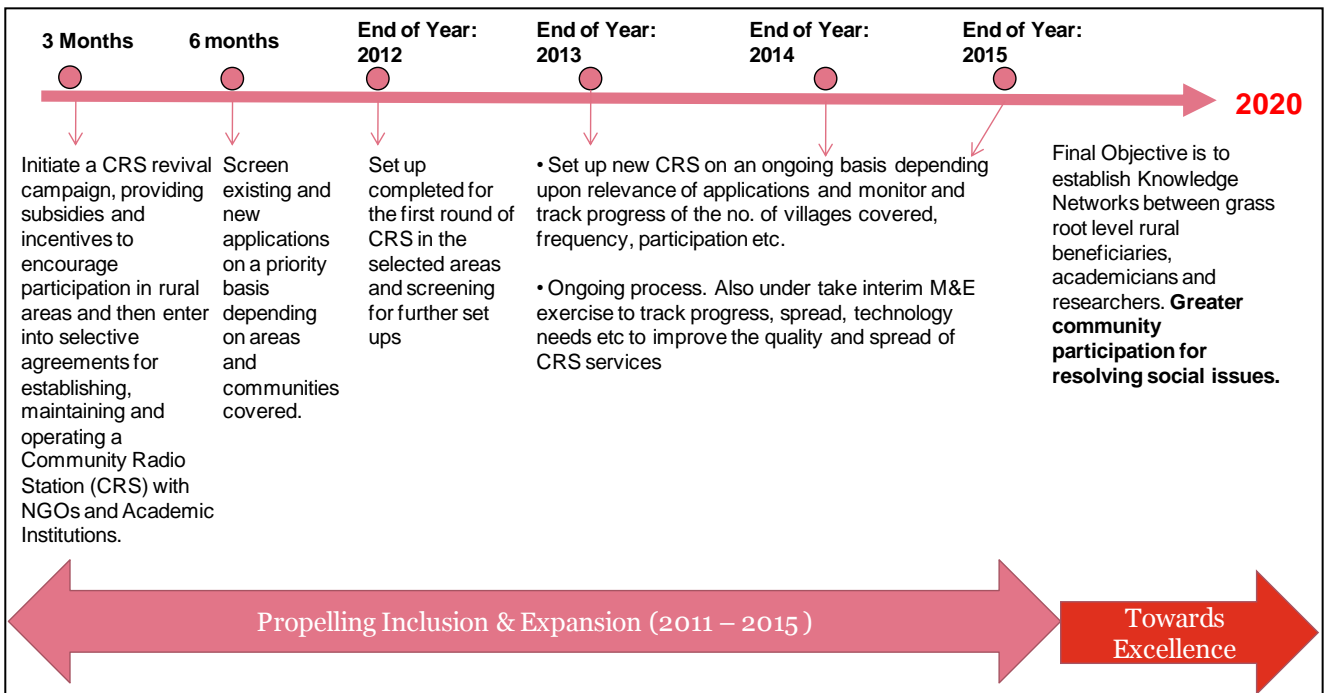 3 Months
6 months
End of Year:
2012
End of Year:
2013
End of Year:
2014
End of Year:
2015
2020
Initiate a CRS revival
campaign, providing
subsidies and
incentives to
encourage
participation in rural
areas and then enter
into selective
agreements for
establishing,
maintaining and
operating a
Community Radio
Station (CRS) with
NGOs and Academic
Institutions.
Screen
existing and
new
applications
on a priority
basis
depending
on areas
and
communities
covered.
Set up
completed for
the first round of
CRS in the
selected areas
and screening
for further set
ups
• Set up new CRS on an ongoing basis depending
upon relevance of applications and monitor and
track progress of the no. of villages covered,
frequency, participation etc.
• Ongoing process. Also under take interim M&E
exercise to track progress, spread, technology
needs etc to improve the quality and spread of
CRS services
Final Objective is to
establish Knowledge
Networks between grass
root level rural
beneficiaries,
academicians and
researchers. Greater
community
participation for
resolving social issues.
Propelling Inclusion & Expansion (2011 – 2015 )
Towards
Excellence